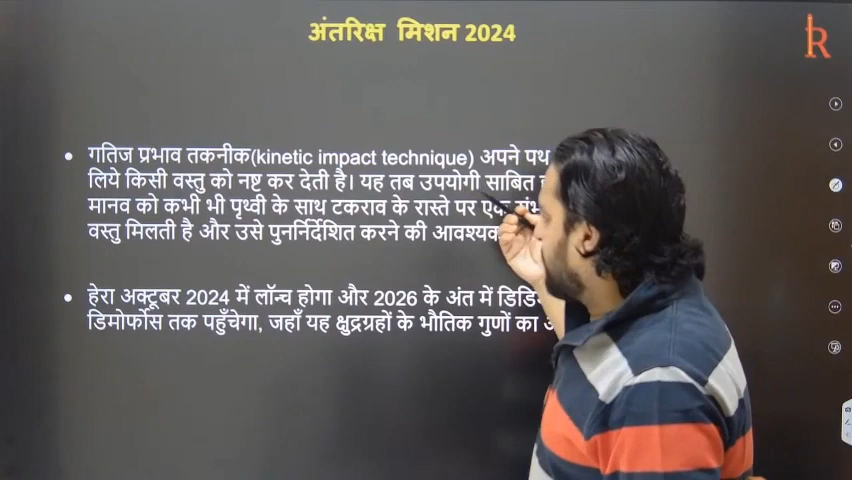 अंतरिक्ष मिशन 2024
R
गतिज प्रभाव तकनीक(kinetic impact technique) अपने पथ
लिये किसी वस्तु को नष्ट कर देती है। यह तब उपयोगी साबित
मानव को कभी भी पृथ्वी के साथ टकराव के रास्ते पर एक
वस्तु मिलती है और उसे पुनर्निर्देशित करने की
हेरा अक्टूबर 2024 में लॉन्च होगा और 2026 के अंत में
डिमोर्फोस तक पहुँचेगा, जहाँ यह क्षुद्रग्रहों के भौतिक गुणों का